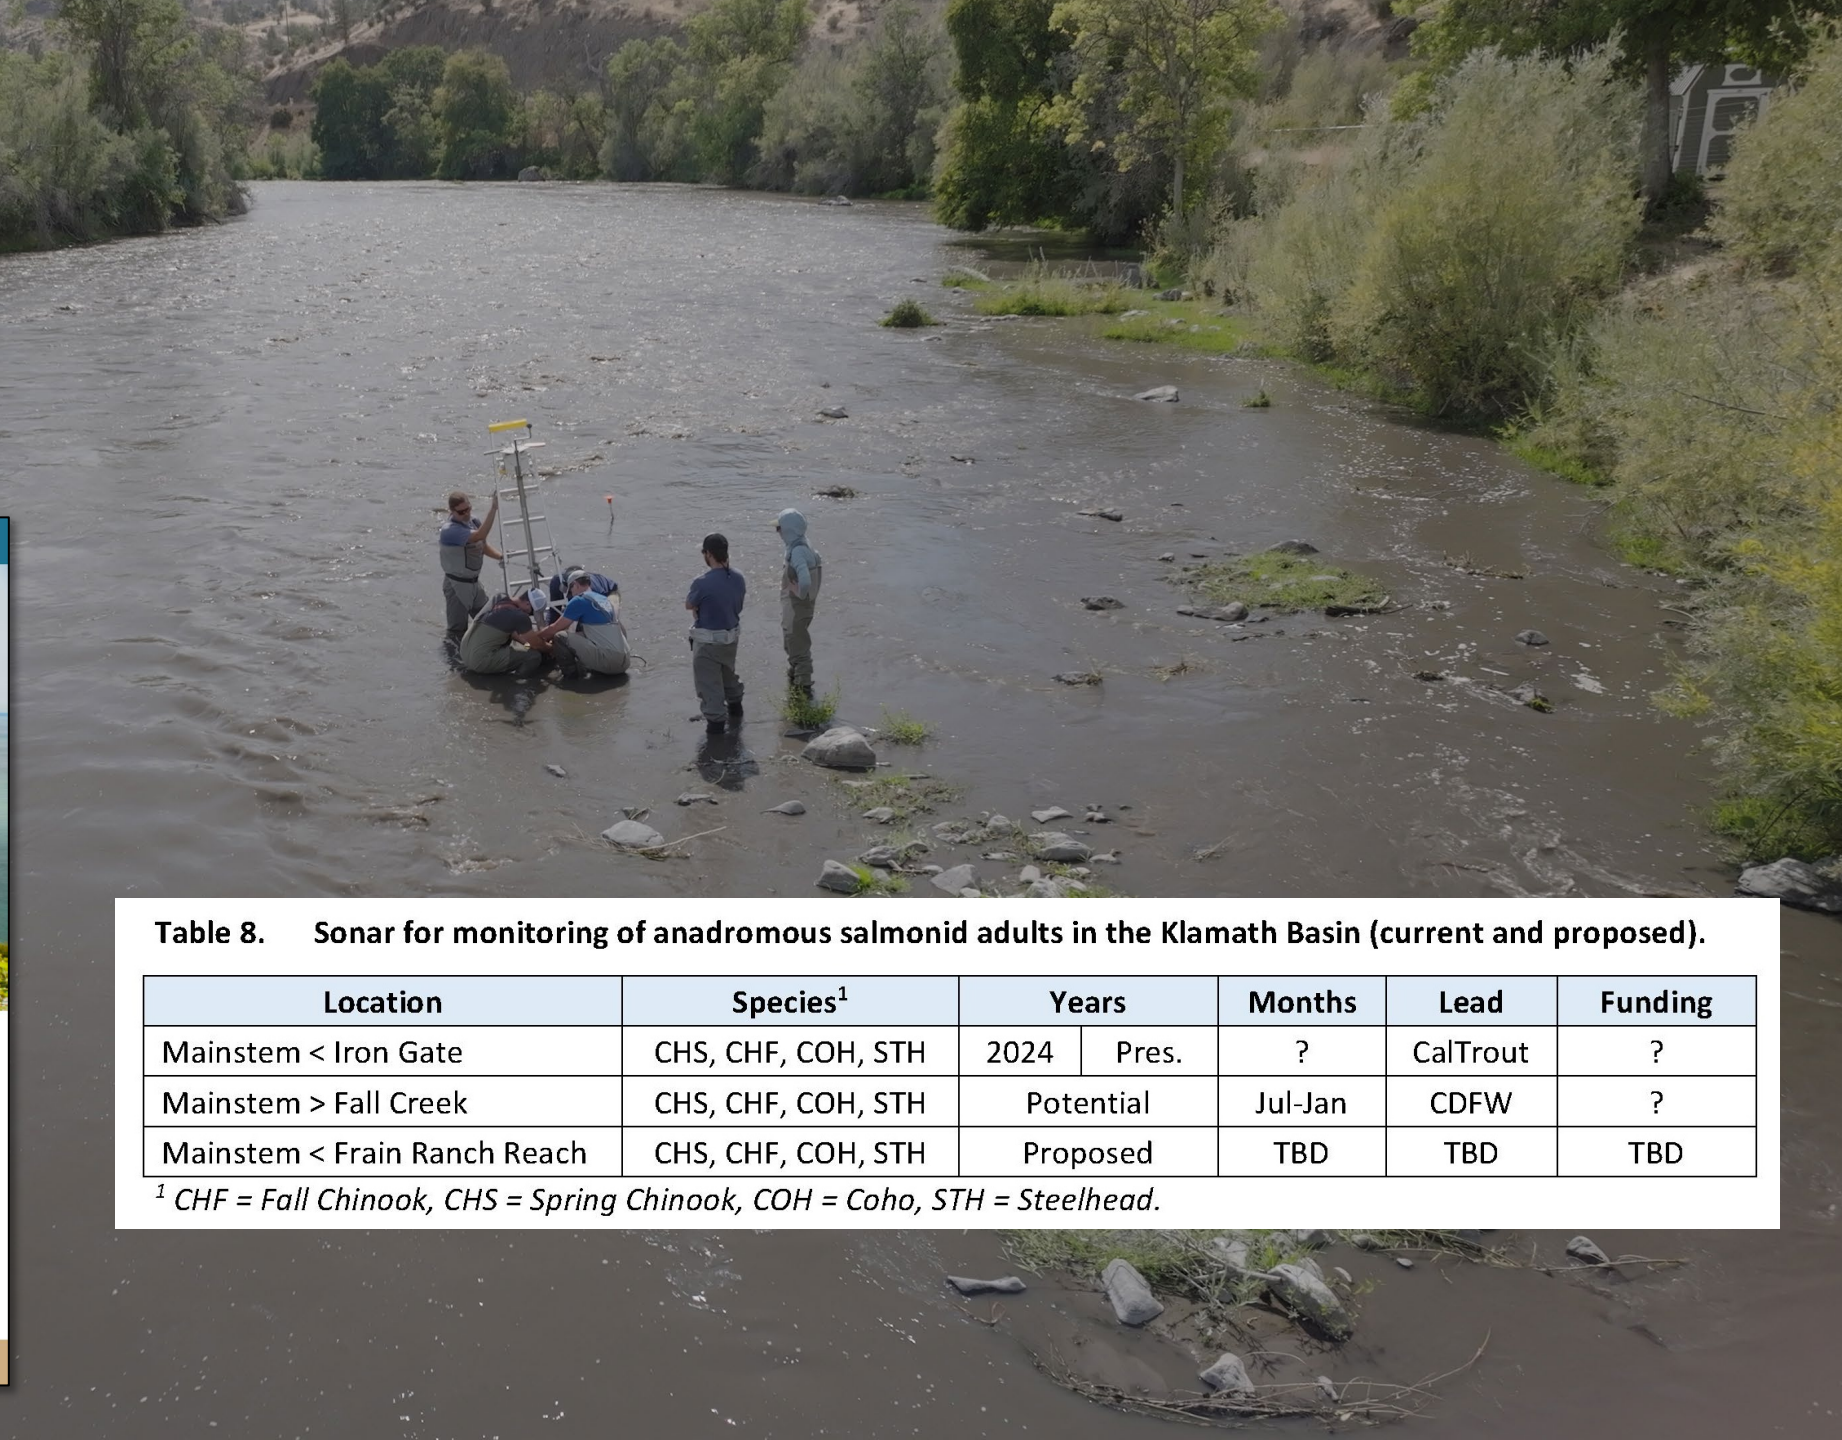 Table 8. Sonar for monitoring of anadromous salmonid adults in the Klamath Basin (current and proposed).
Location Species1 Years Months Lead Funding
Mainstem < Iron Gate CHS, CHF, COH, STH 2024 Pres. ? CalTrout ?
Mainstem > Fall Creek CHS, CHF, COH, STH Potential Jul-Jan CDFW ?
Mainstem < Frain Ranch Reach CHS, CHF, COH, STH Proposed TBD TBD TBD
1 CHF = Fall Chinook, CHS = Spring Chinook, COH = Coho, STH = Steelhead.